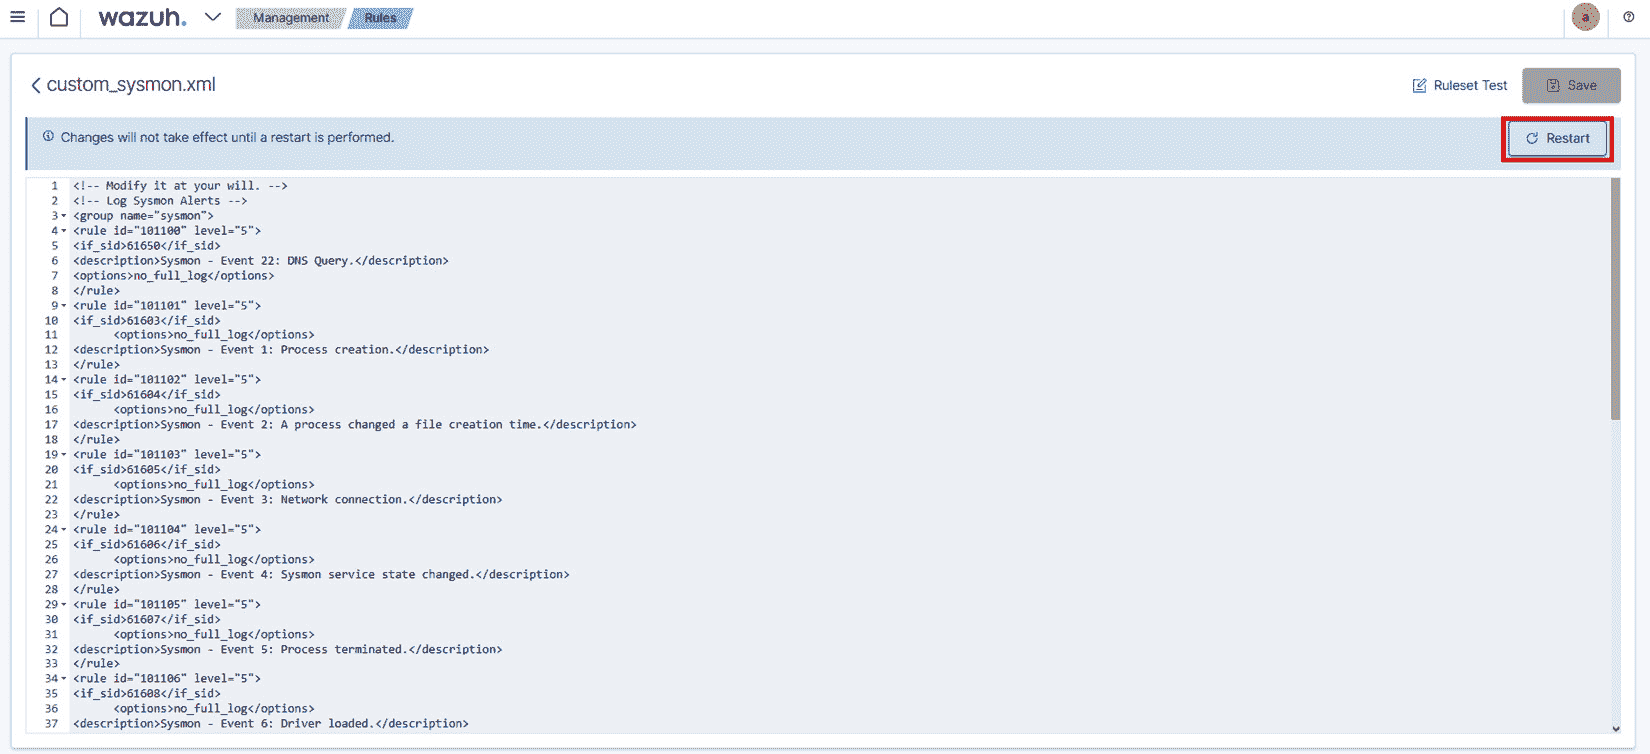 wazuh. Management Rules a
custom_sysmon.xml Ruleset Test Save
Changes will not take effect until a restart is performed. Restart
1 <!-- Modify it at your will. -->
2 <!-- Log Sysmon Alerts -->
3 <group name="sysmon">
4 <rule id="101100" level="5">
5 <if_sid>61650</if_sid>
6 <description>Sysmon - Event 22: DNS Query.</description>
7 <options>no_full_log</options>
8 </rule>
9 <rule id="101101" level="5">
10 <if_sid>61603</if_sid>
11 <options>no_full_log</options>
12 <description>Sysmon - Event 1: Process creation.</description>
13 </rule>
14 <rule id="101102" level="5">
15 <if_sid>61604</if_sid>
16 <options>no_full_log</options>
17 <description>Sysmon - Event 2: A process changed a file creation time.</description>
18 </rule>
19 <rule id="101103" level="5">
20 <if_sid>61605</if_sid>
21 <options>no_full_log</options>
22 <description>Sysmon - Event 3: Network connection.</description>
23 </rule>
24 <rule id="101104" level="5">
25 <if_sid>61606</if_sid>
26 <options>no_full_log</options>
27 <description>Sysmon - Event 4: Sysmon service state changed.</description>
28 </rule>
29 <rule id="101105" level="5">
30 <if_sid>61607</if_sid>
31 <options>no_full_log</options>
32 <description>Sysmon - Event 5: Process terminated.</description>
33 </rule>
34 <rule id="101106" level="5">
35 <if_sid>61608</if_sid>
36 <options>no_full_log</options>
37 <description>Sysmon - Event 6: Driver loaded.</description>